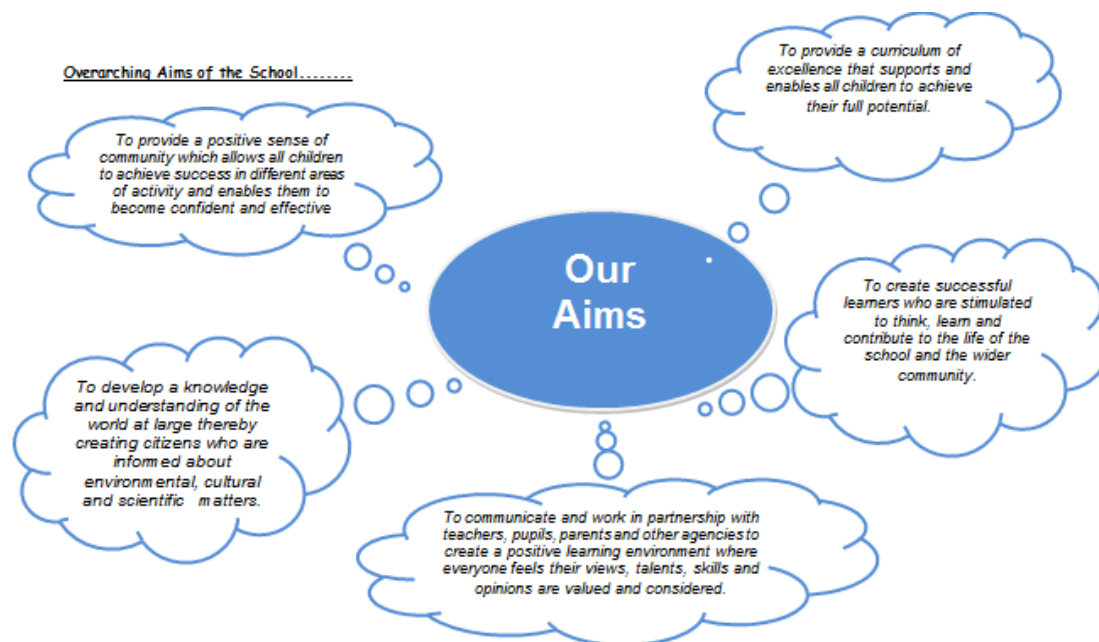 Overarching Aims of the School........
To provide a curriculum of
excellence that supports and
enables all children to achieve
their full potential.
To provide a positive sense of
community which allows all children
to achieve success in different areas
of activity and enables them to
become confident and effective
Our
Aims
To create successful
learners who are stimulated
to think, learn and
contribute to the life of the
school and the wider
community.
To develop a knowledge
and understanding of the
world at large thereby
creating citizens who are
informed about
environmental, cultural
and scientific matters.
To communicate and work in partnership with
teachers, pupils, parents and other agencies to
create a positive learning environment where
everyone feels their views, talents, skills and
opinions are valued and considered.